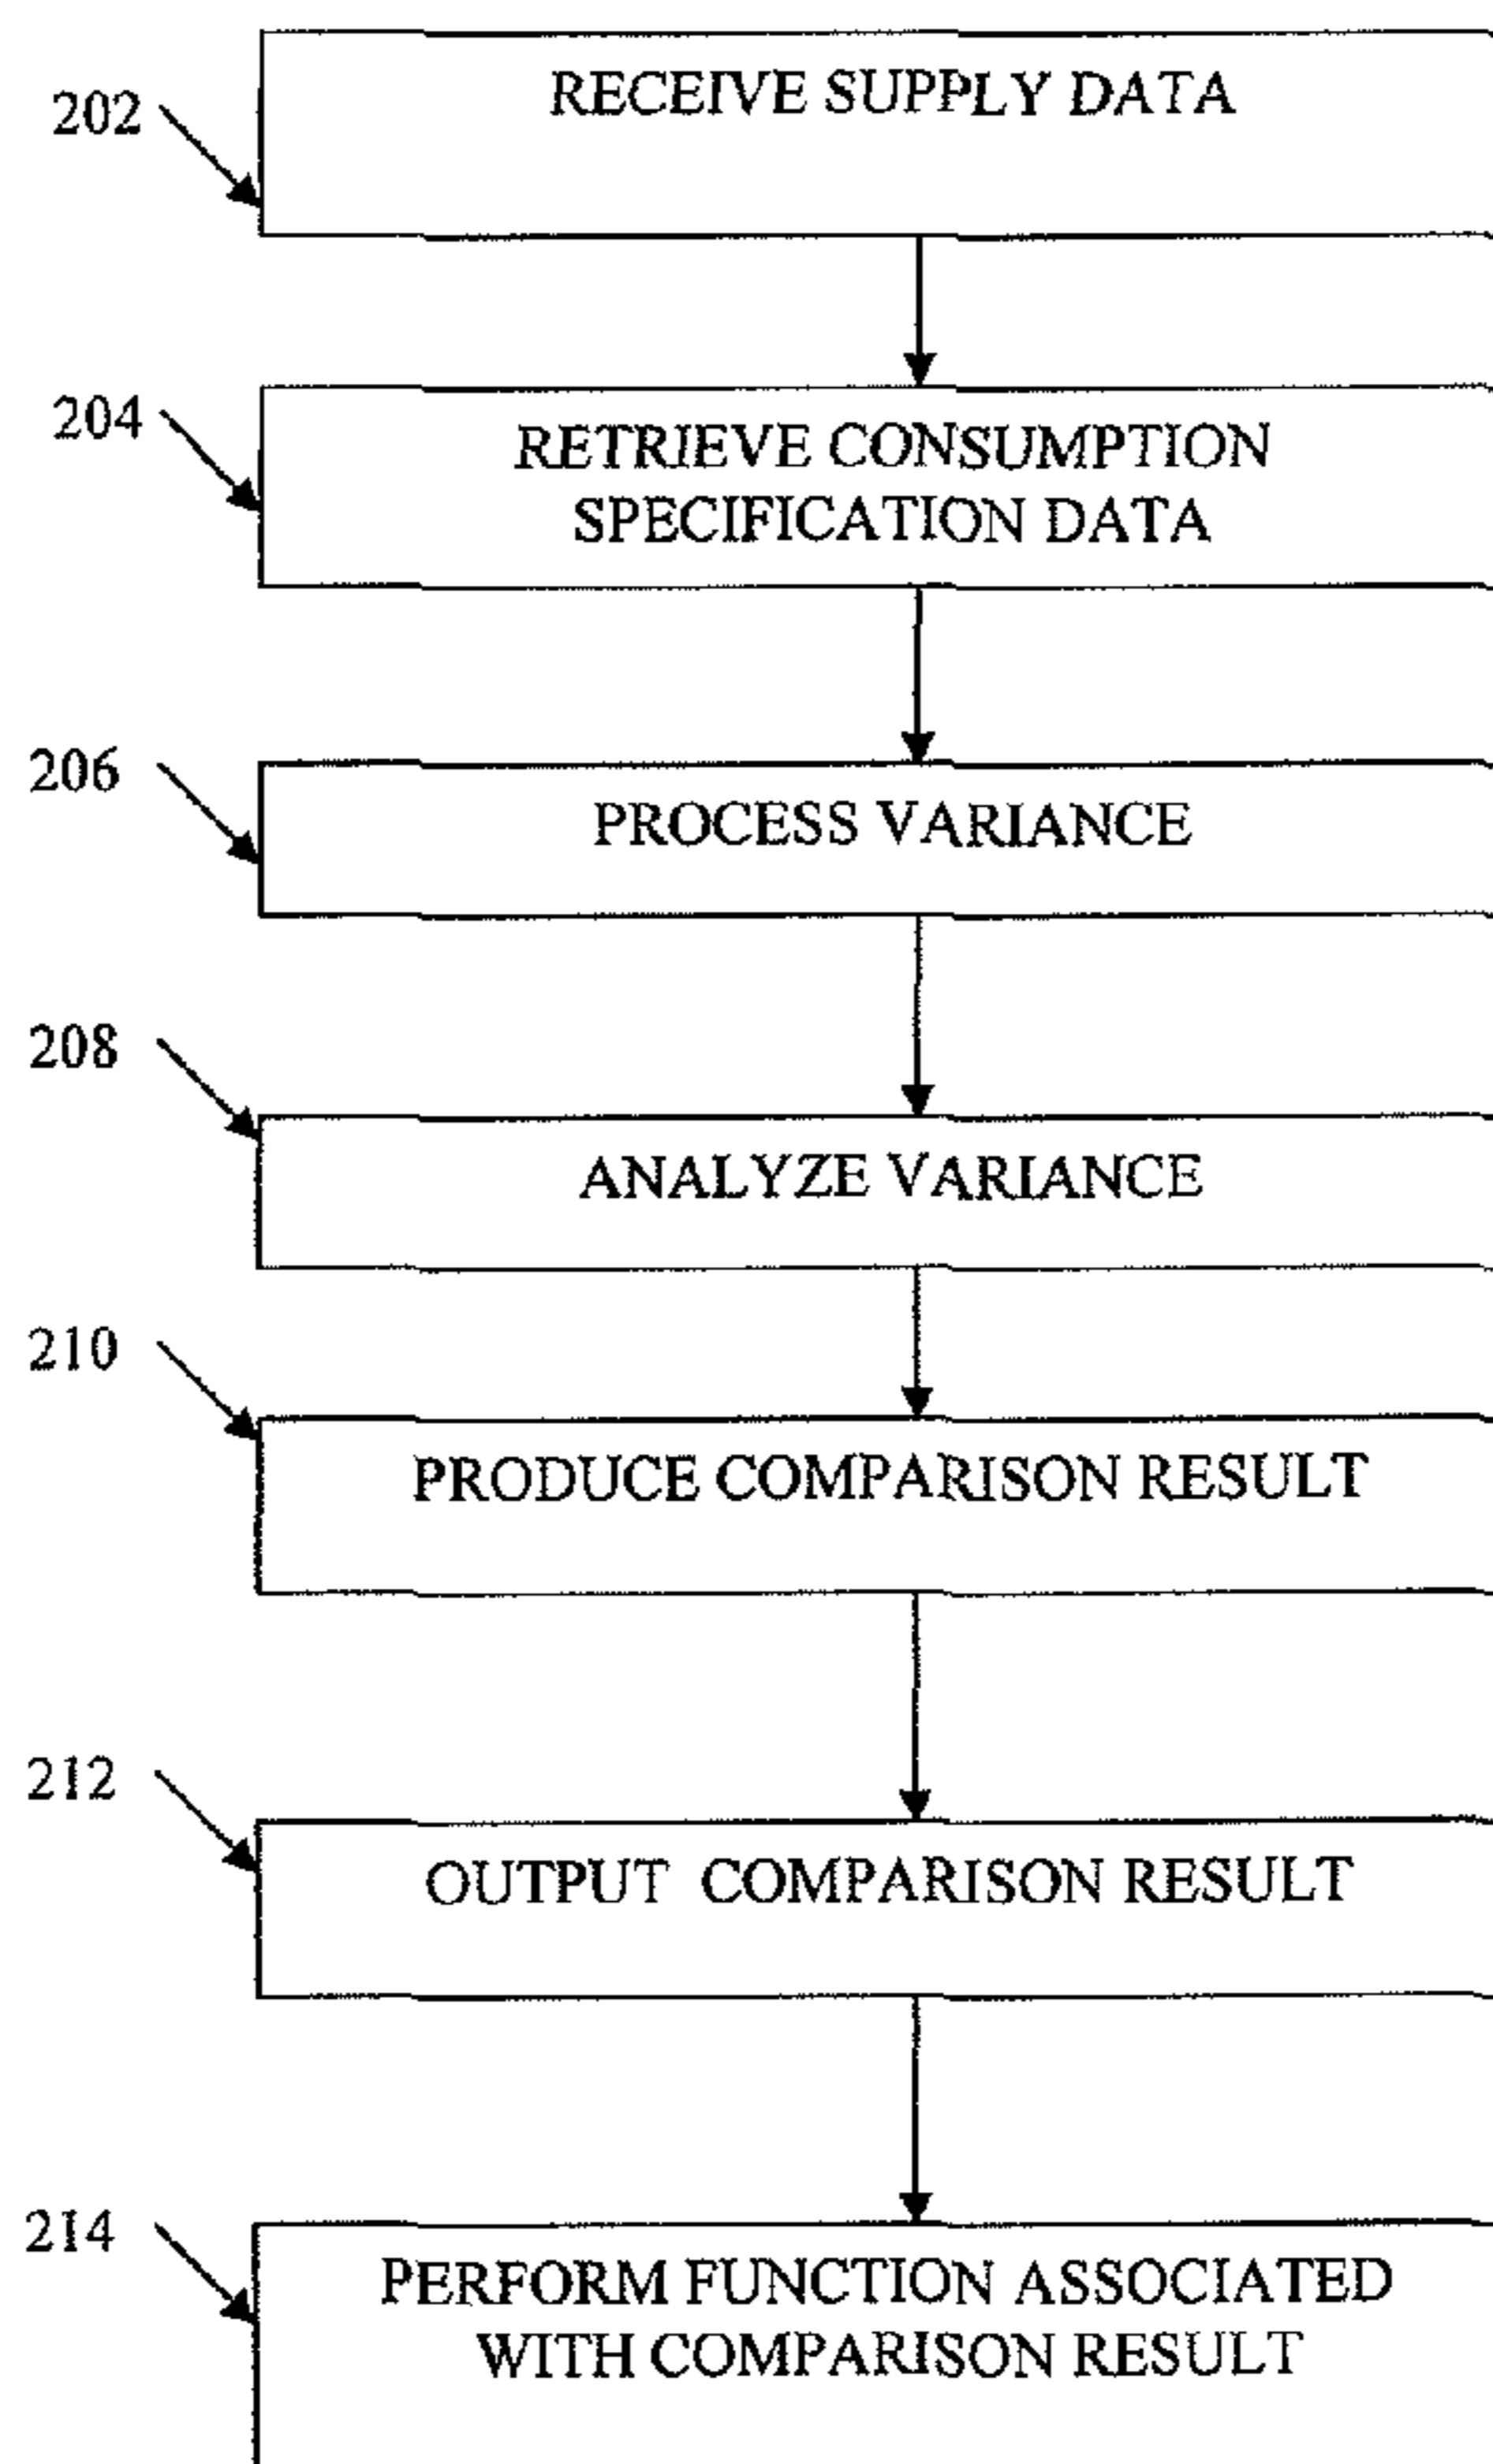 202
RECEIVE SUPPLY DATA
204
RETRIEVE CONSUMPTION
SPECIFICATION DATA
206
PROCESS VARIANCE
208
ANALYZE VARIANCE
210
PRODUCE COMPARISON RESULT
212
OUTPUT COMPARISON RESULT
214
PERFORM FUNCTION ASSOCIATED
WITH COMPARISON RESULT